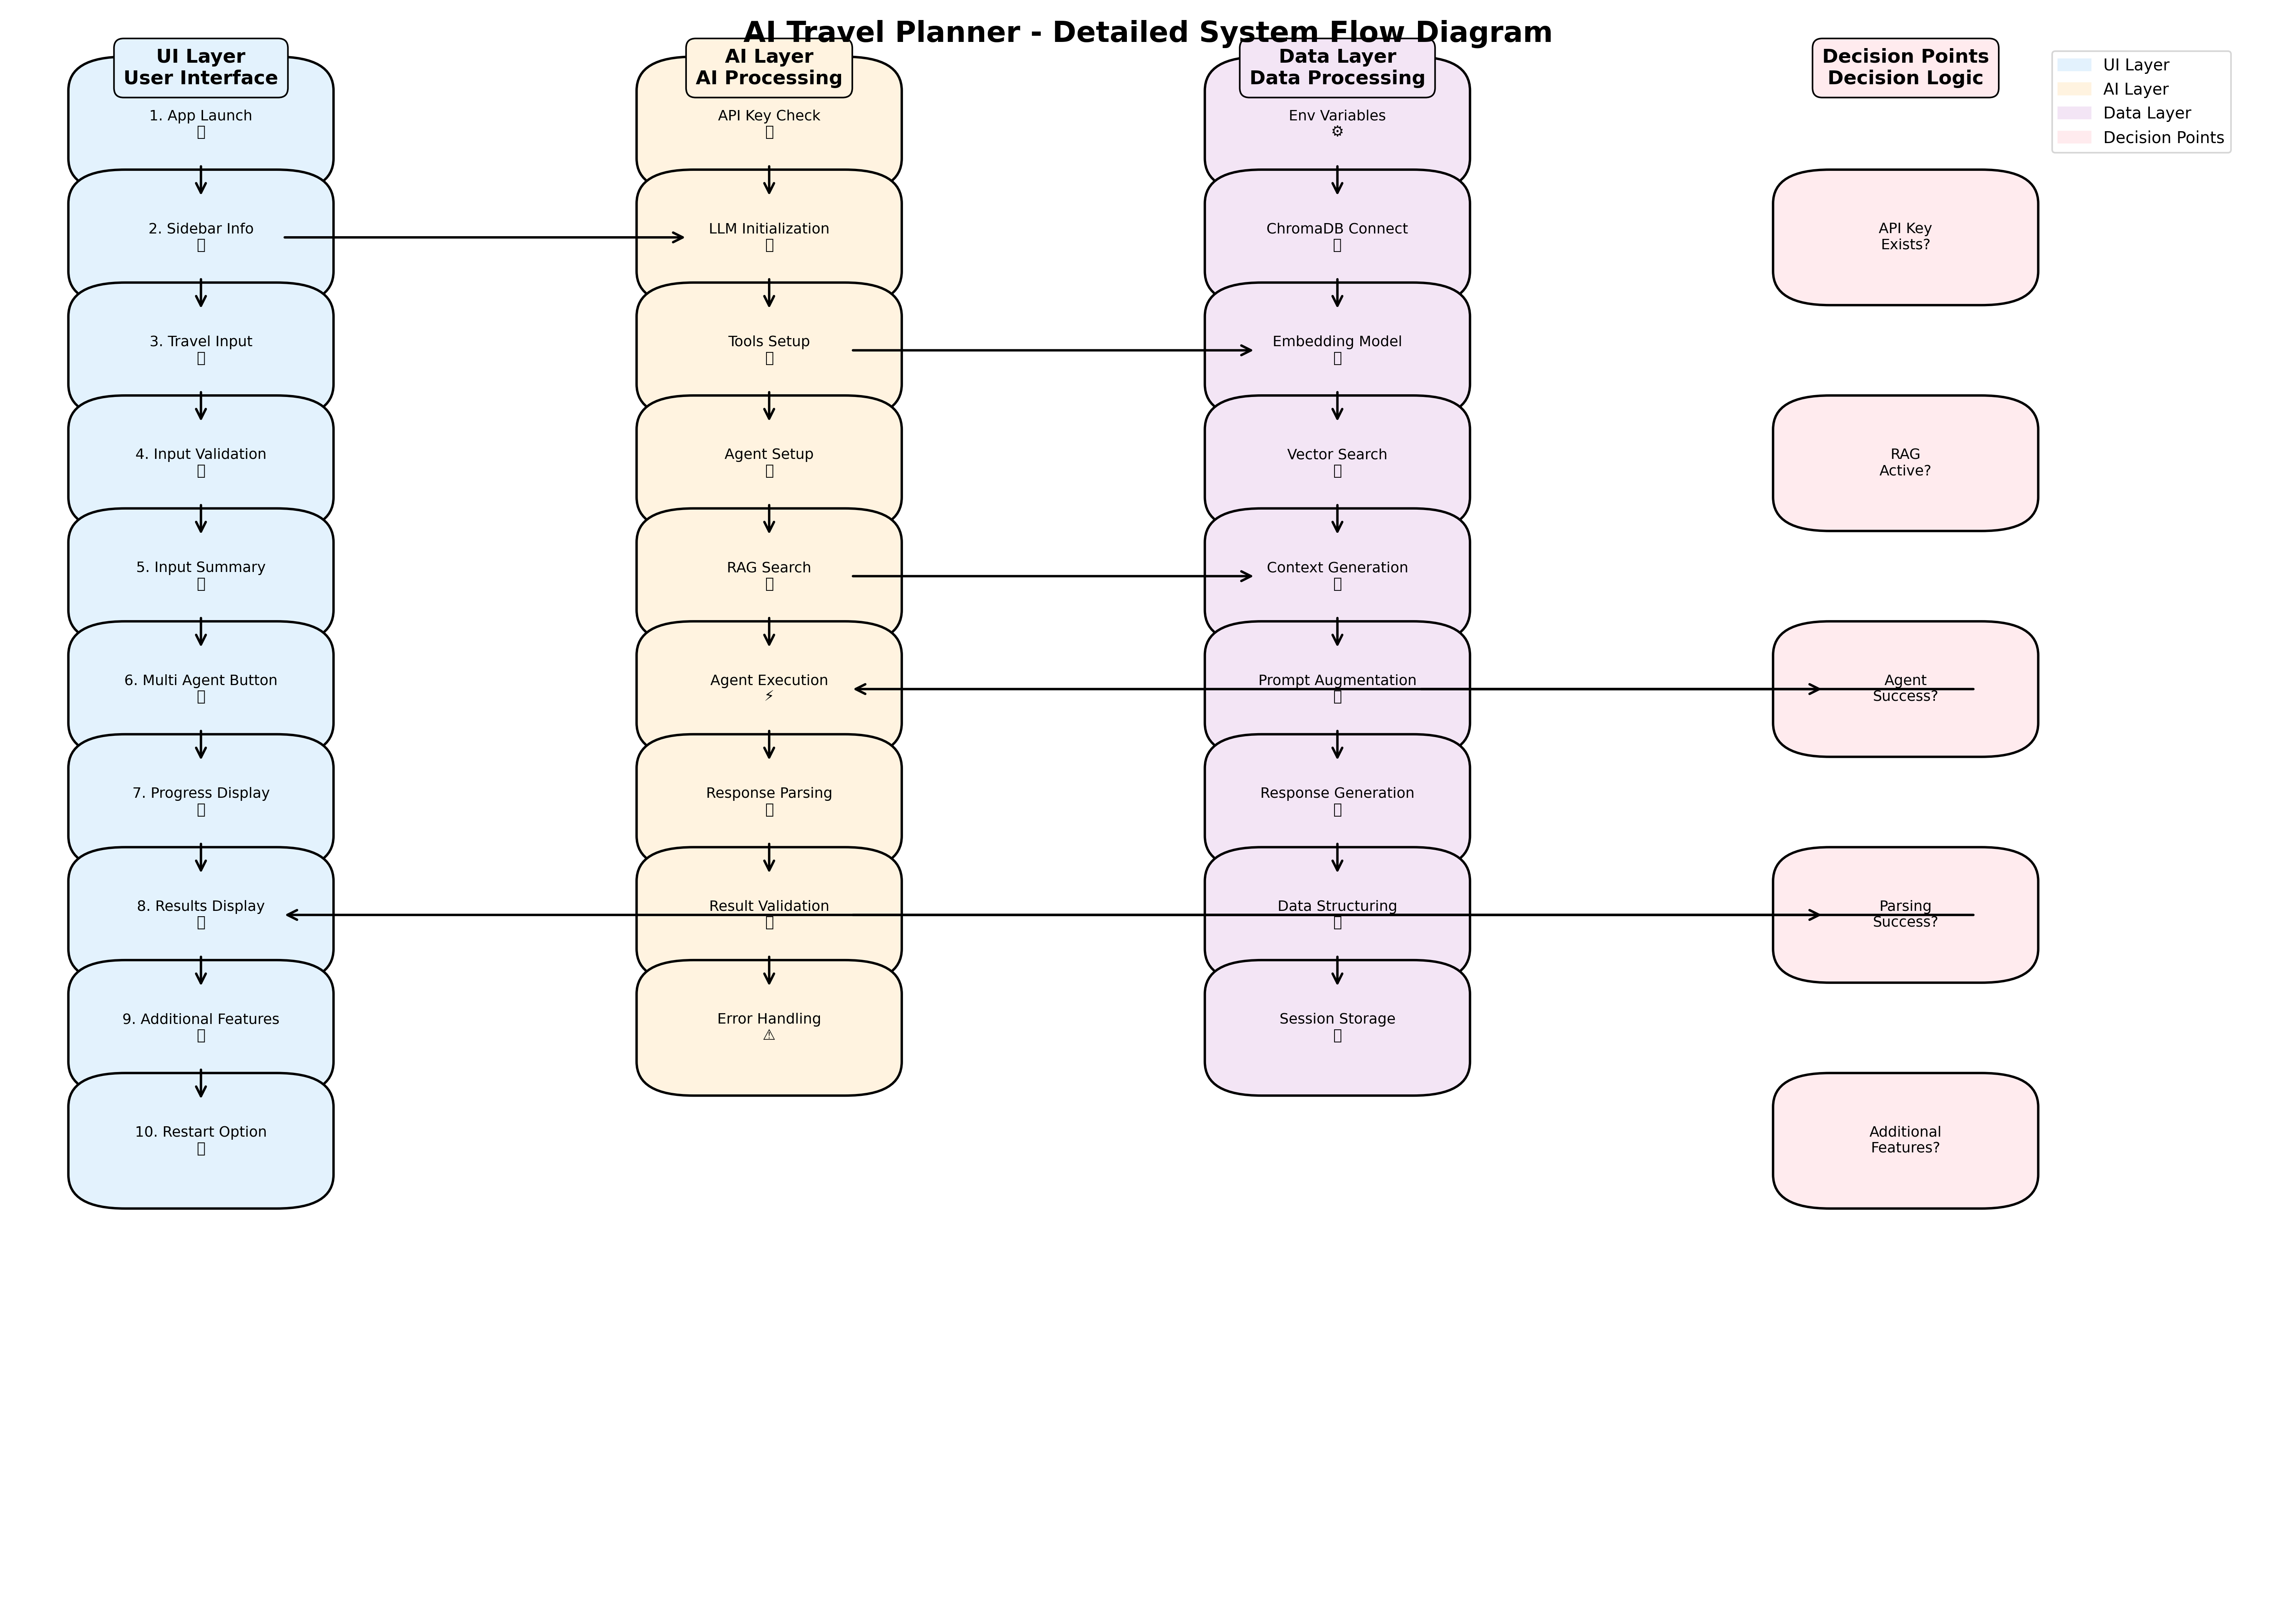 AI Travel Planner - Detailed System Flow Diagram
UI Layer
User Interface
1. App Launch
2. Sidebar Info
3. Travel Input
4. Input Validation
5. Input Summary
6. Multi Agent Button
7. Progress Display
8. Results Display
9. Additional Features
10. Restart Option
AI Layer
AI Processing
API Key Check
LLM Initialization
Tools Setup
Agent Setup
RAG Search
Agent Execution
⚡
Response Parsing
Result Validation
Error Handling
⚠
Data Layer
Data Processing
Env Variables
⚙
ChromaDB Connect
Embedding Model
Vector Search
Context Generation
Prompt Augmentation
Response Generation
Data Structuring
Session Storage
Decision Points
Decision Logic
API Key
Exists?
RAG
Active?
Agent
Success?
Parsing
Success?
Additional
Features?
UI Layer
AI Layer
Data Layer
Decision Points